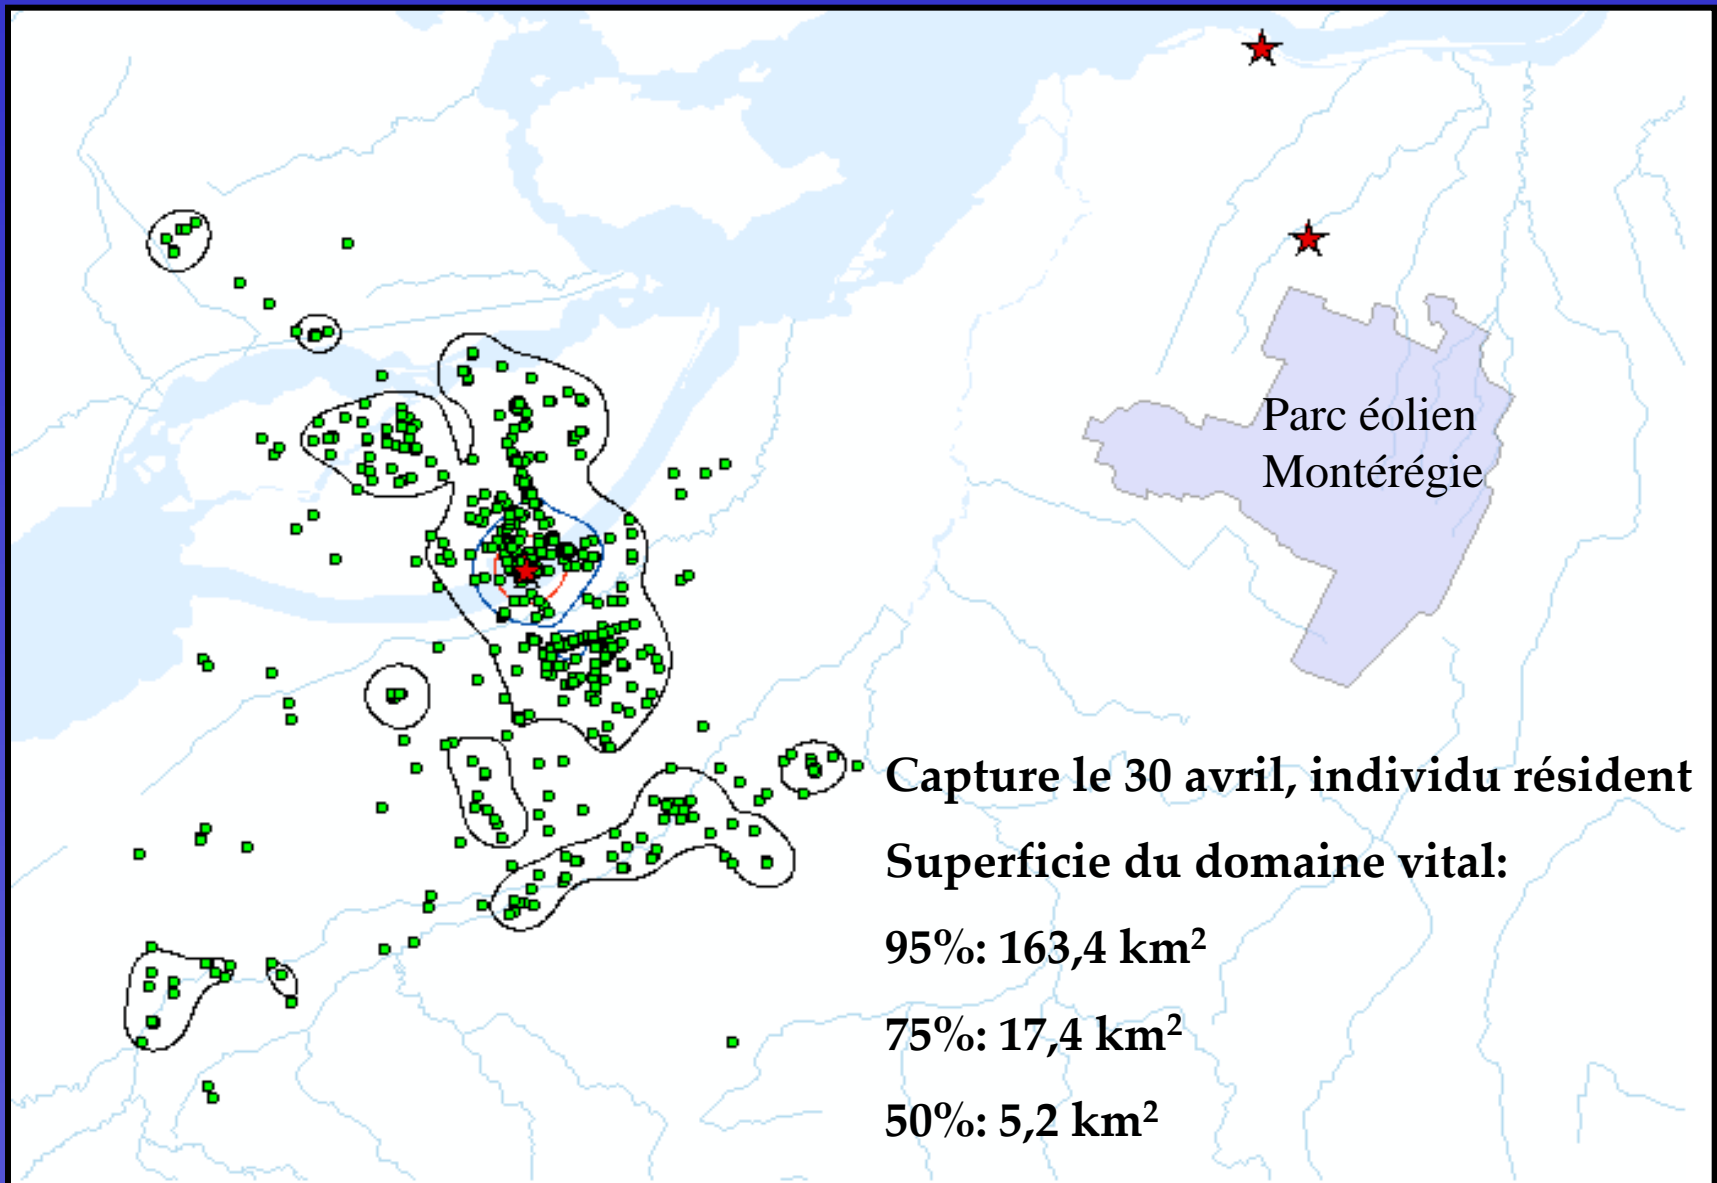 Parc éolien
Montérégie
Capture le 30 avril, individu résident
Superficie du domaine vital:
95%: 163,4 km²
75%: 17,4 km²
50%: 5,2 km²